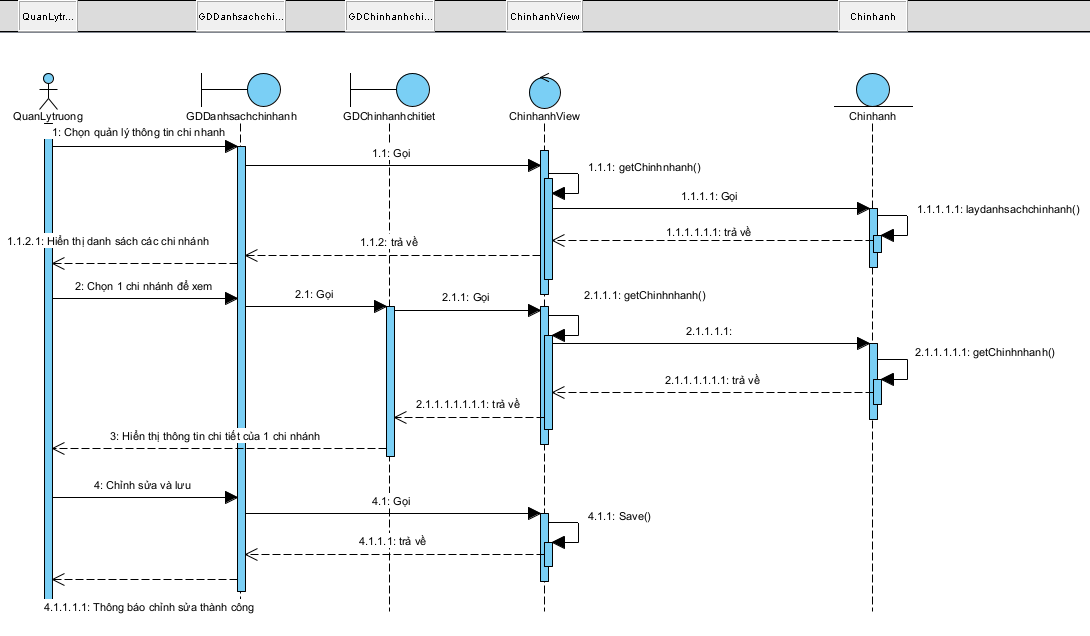 QuanLytr...
GDDanhsachchi...
GDChinhanhchi...
ChinhanhView
Chinhanh
QuanLytruong
GDDanhsachchinhanh
GDChinhanhchitiet
ChinhanhView
Chinhanh
1: Chọn quản lý thông tin chi nhanh
1.1: Gọi
1.1.1: getChinhnhanh()
1.1.1.1: Gọi
1.1.1.1.1: laydanhsachchinhanh()
1.1.1.1.1.1: trả về
1.1.2: trả về
1.1.2.1: Hiển thị danh sách các chi nhánh
2: Chọn 1 chi nhánh để xem
2.1: Gọi
2.1.1: Gọi
2.1.1.1: getChinhnhanh()
2.1.1.1.1:
2.1.1.1.1.1: getChinhnhanh()
2.1.1.1.1.1.1: trả về
2.1.1.1.1.1.1.1: trả về
3: Hiển thị thông tin chi tiết của 1 chi nhánh
4: Chỉnh sửa và lưu
4.1: Gọi
4.1.1: Save()
4.1.1.1: trả về
4.1.1.1.1: Thông báo chỉnh sửa thành công